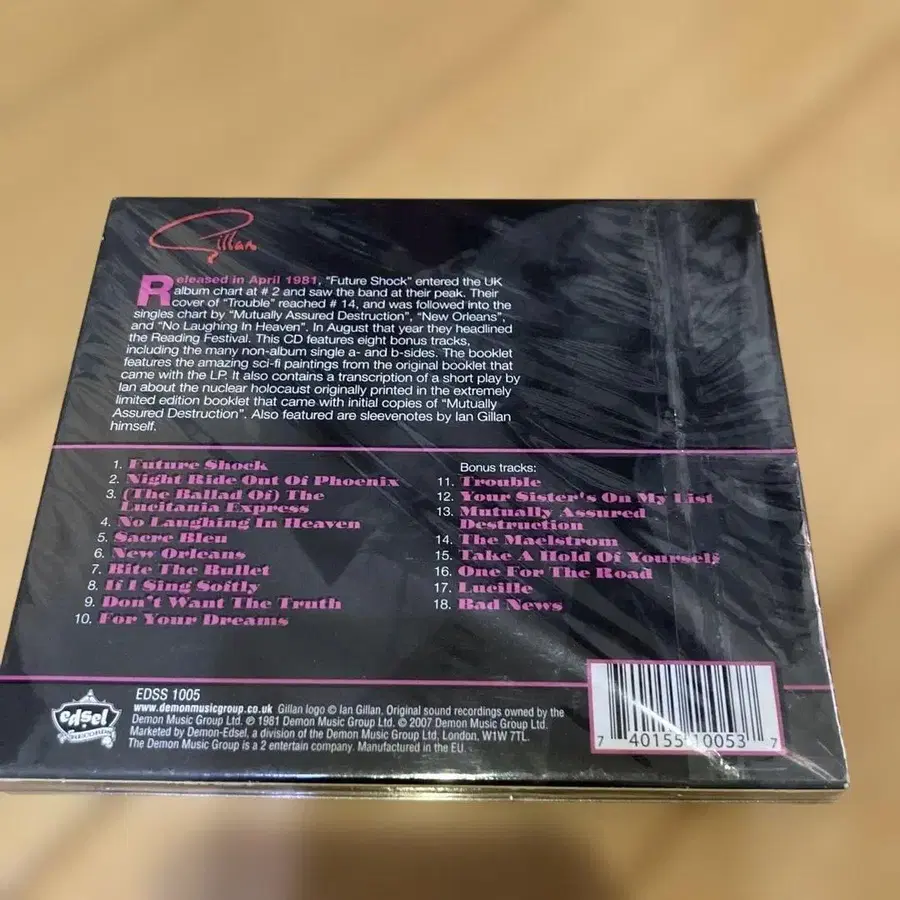 Gillan
Released in April 1981, "Future Shock" entered the UK
album chart at # 2 and saw the band at their peak. Their
cover of "Trouble" reached # 14, and was followed into the
singles chart by "Mutually Assured Destruction", "New Orleans",
and "No Laughing In Heaven". In August that year they headlined
the Reading Festival. This CD features eight bonus tracks,
including the many non-album single a- and b-sides. The booklet
features the amazing sci-fi paintings from the original booklet that
came with the LP. It also contains a transcription of a short play by
Ian about the nuclear holocaust originally printed in the extremely
limited edition booklet that came with initial copies of "Mutually
Assured Destruction". Also featured are sleevenotes by Ian Gillan
himself.
1. Future Shock
2. Night Ride Out Of Phoenix
3. (The Ballad Of) The
Lucitania Express
4. No Laughing In Heaven
5. Sacre Bleu
6. New Orleans
7. Bite The Bullet
8. If I Sing Softly
9. Don't Want The Truth
10. For Your Dreams
Bonus tracks:
11. Trouble
12. Your Sister's On My List
13. Mutually Assured
Destruction
14. The Maelstrom
15. Take A Hold Of Yourself
16. One For The Road
17. Lucille
18. Bad News
edsel
RECORDS
EDSS 1005
www.demonmusicgroup.co.uk Gillan logo © Ian Gillan. Original sound recordings owned by the
Demon Music Group Ltd. ℗ 1981 Demon Music Group Ltd. © 2007 Demon Music Group Ltd.
Marketed by Demon-Edsel, a division of the Demon Music Group Ltd, London, W1W 7TL.
The Demon Music Group is a 2 entertain company. Manufactured in the EU.
7 40155 10053 7